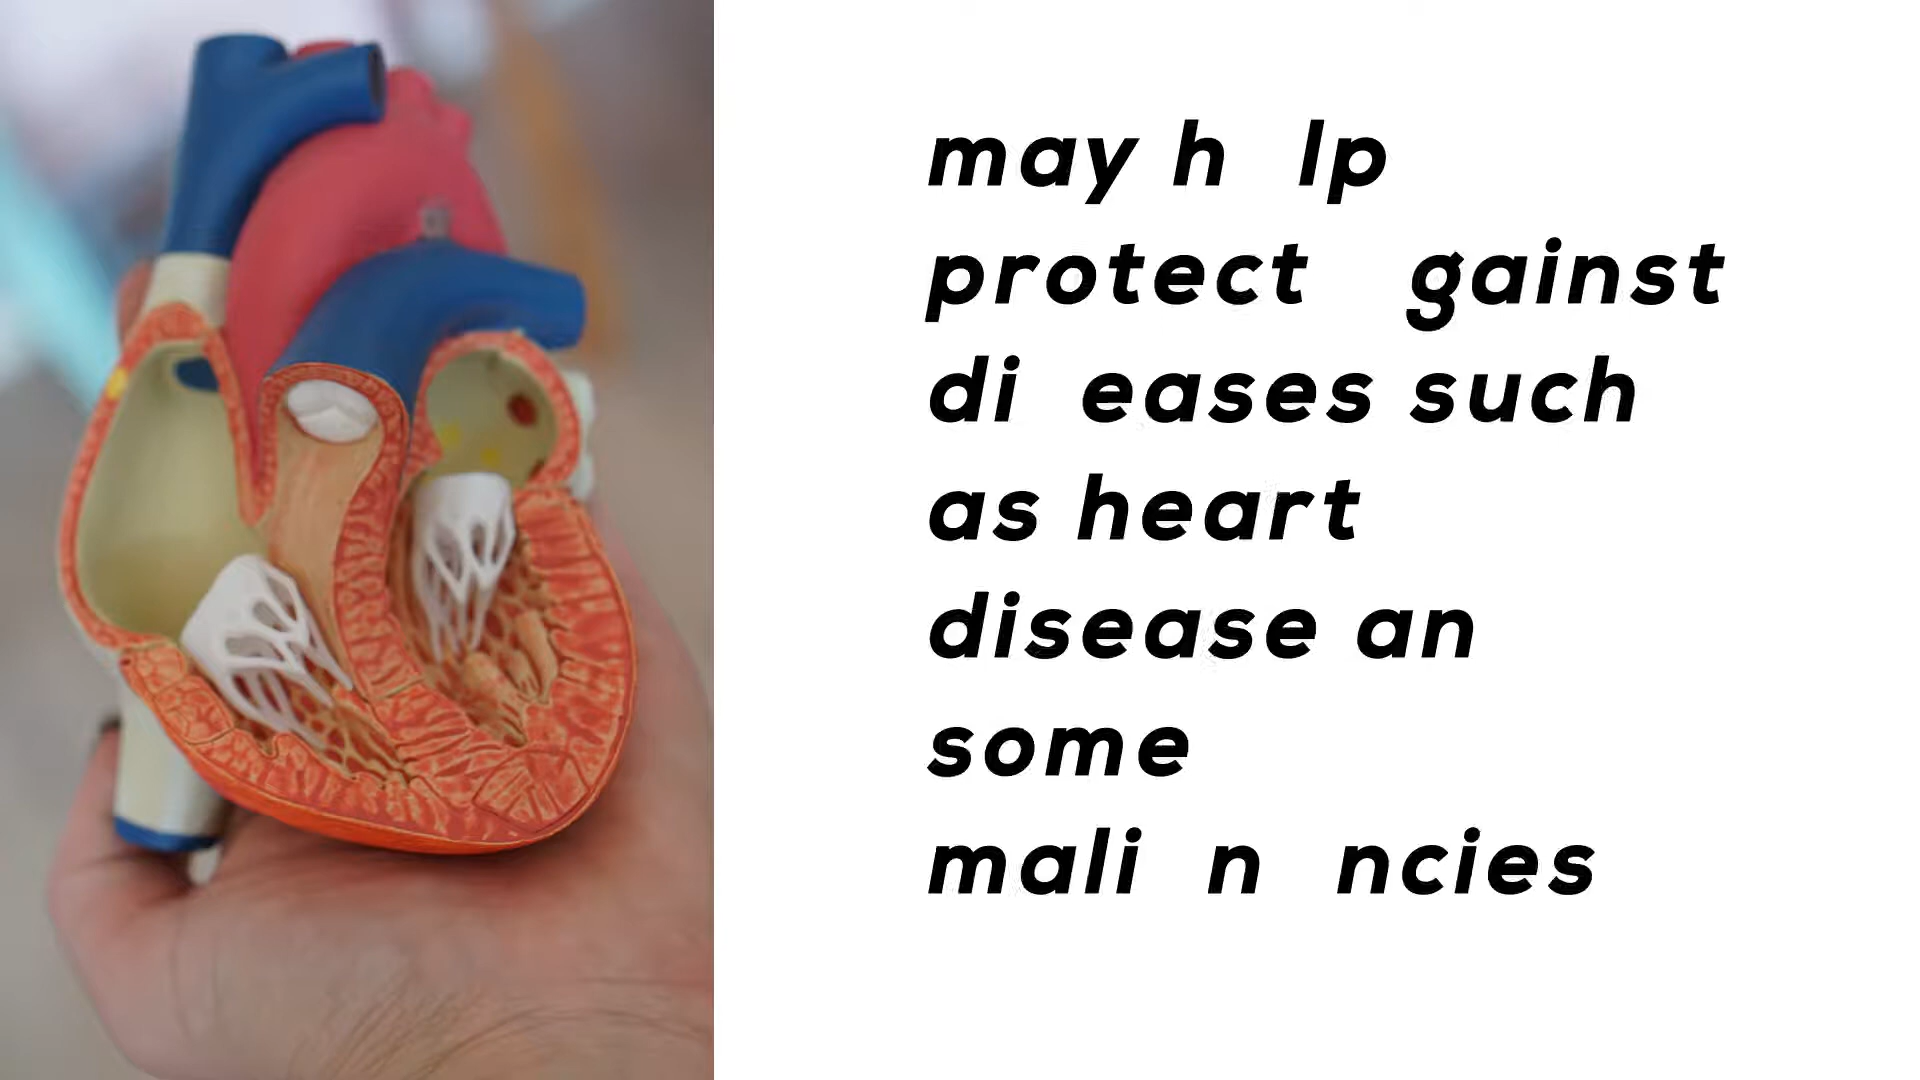 may h lp
protect gainst
di eases such
as heart
disease an
some
mali n ncies